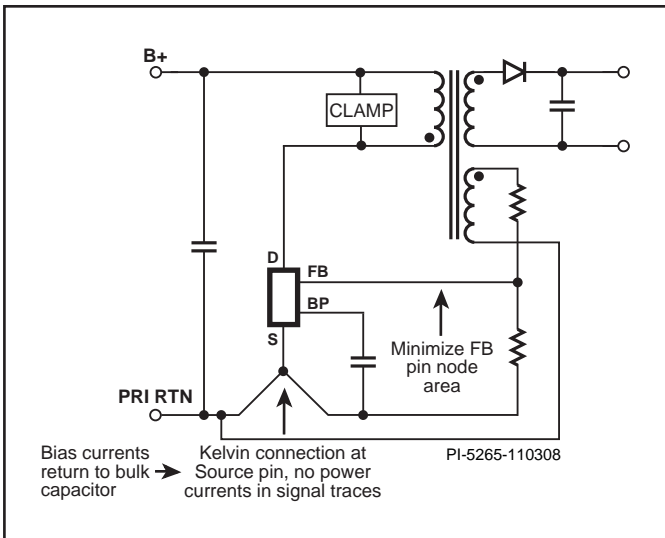 B+
CLAMP
D
FB
BP
S
Minimize FB
pin node
area
PRI RTN
PI-5265-110308
Bias currents
return to bulk
capacitor
Kelvin connection at
Source pin, no power
currents in signal traces